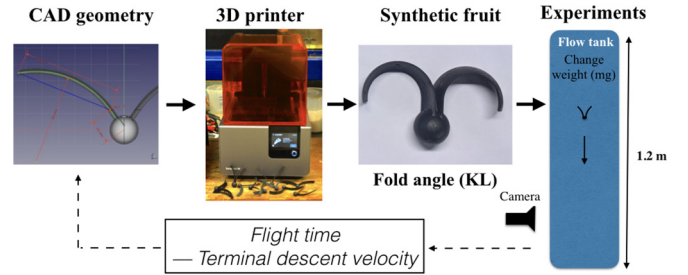 CAD geometry
3D printer
Synthetic fruit
Experiments
Flow tank
Change
weight (mg)
1.2 m
Fold angle (KL)
Camera
Flight time
— Terminal descent velocity